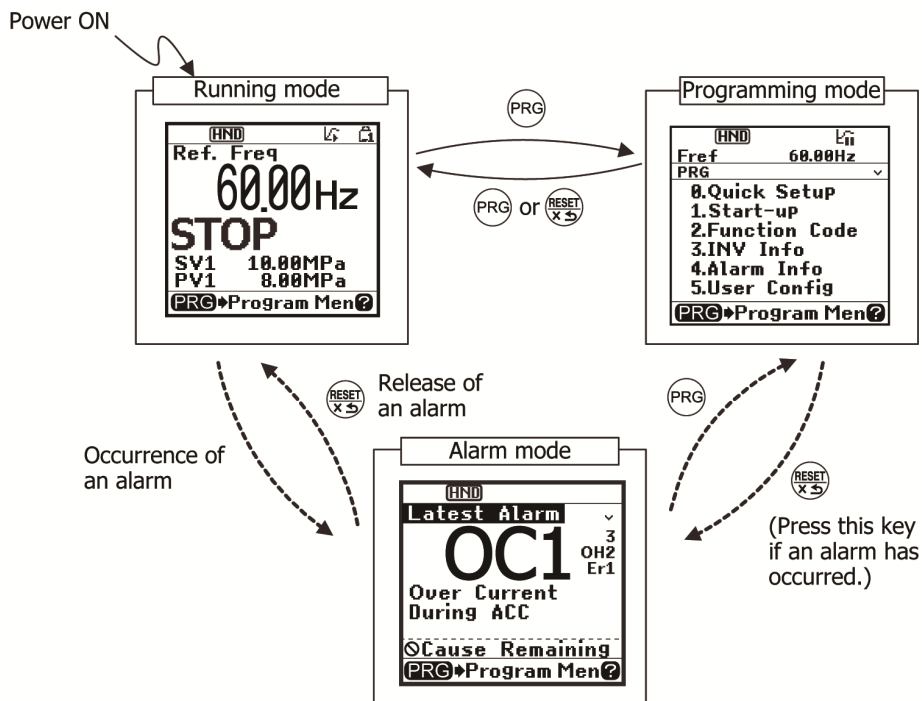 Power ON
Running mode
HND
1
Ref. Freq
60.00Hz
STOP
SV1 10.00MPa
PV1 8.00MPa
PRG➧Program Men?
PRG
PRG or RESET
Programming mode
HND
Fref 60.00Hz
PRG
0.Quick Setup
1.Start-up
2.Function Code
3.INV Info
4.Alarm Info
5.User Config
PRG➧Program Men?
Occurrence of
an alarm
RESET
Release of
an alarm
PRG
RESET
(Press this key
if an alarm has
occurred.)
Alarm mode
HND
Latest Alarm
OC1
3
OH2
Er1
Over Current
During ACC
Cause Remaining
PRG➧Program Men?